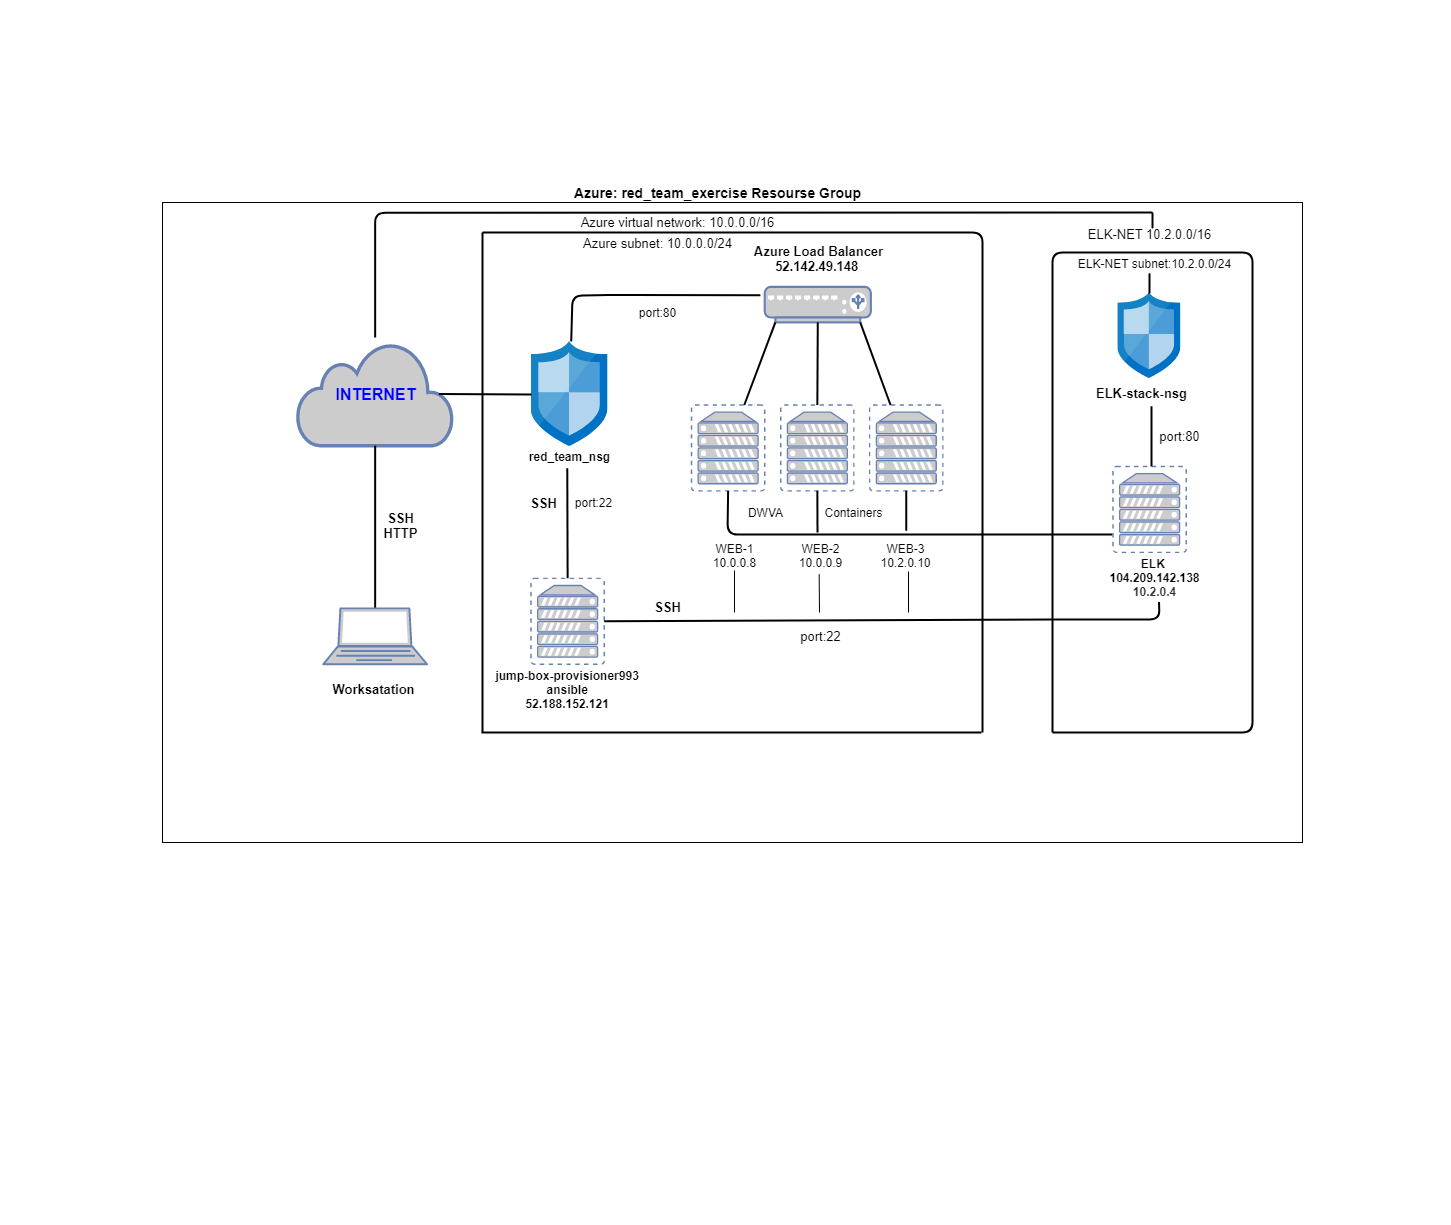 Azure: red_team_exercise Resourse Group
Azure virtual network: 10.0.0.0/16
Azure subnet: 10.0.0.0/24
ELK-NET 10.2.0.0/16
ELK-NET subnet:10.2.0.0/24
Azure Load Balancer
52.142.49.148
port:80
INTERNET
red_team_nsg
ELK-stack-nsg
port:80
SSH
port:22
DWVA
Containers
SSH
HTTP
WEB-1
10.0.0.8
WEB-2
10.0.0.9
WEB-3
10.2.0.10
ELK
104.209.142.138
10.2.0.4
SSH
port:22
jump-box-provisioner993
ansible
52.188.152.121
Worksatation